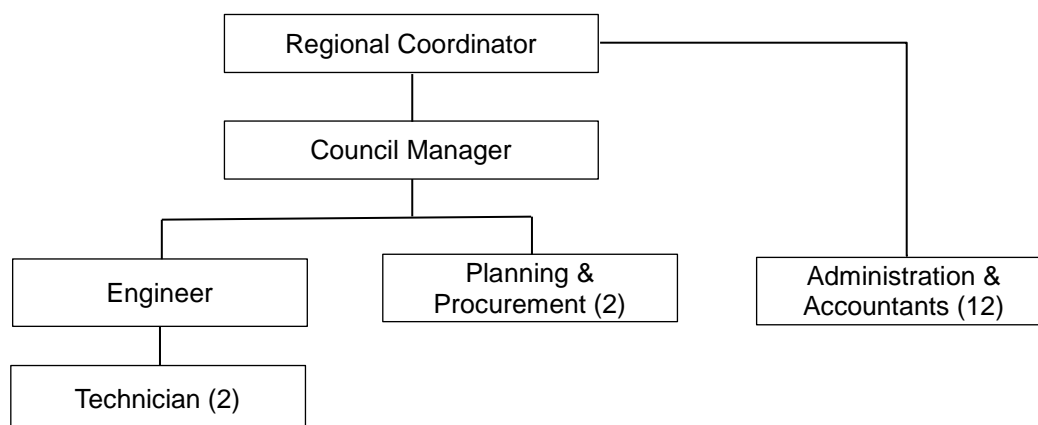 Regional Coordinator
Council Manager
Engineer
Planning &
Procurement (2)
Administration &
Accountants (12)
Technician (2)